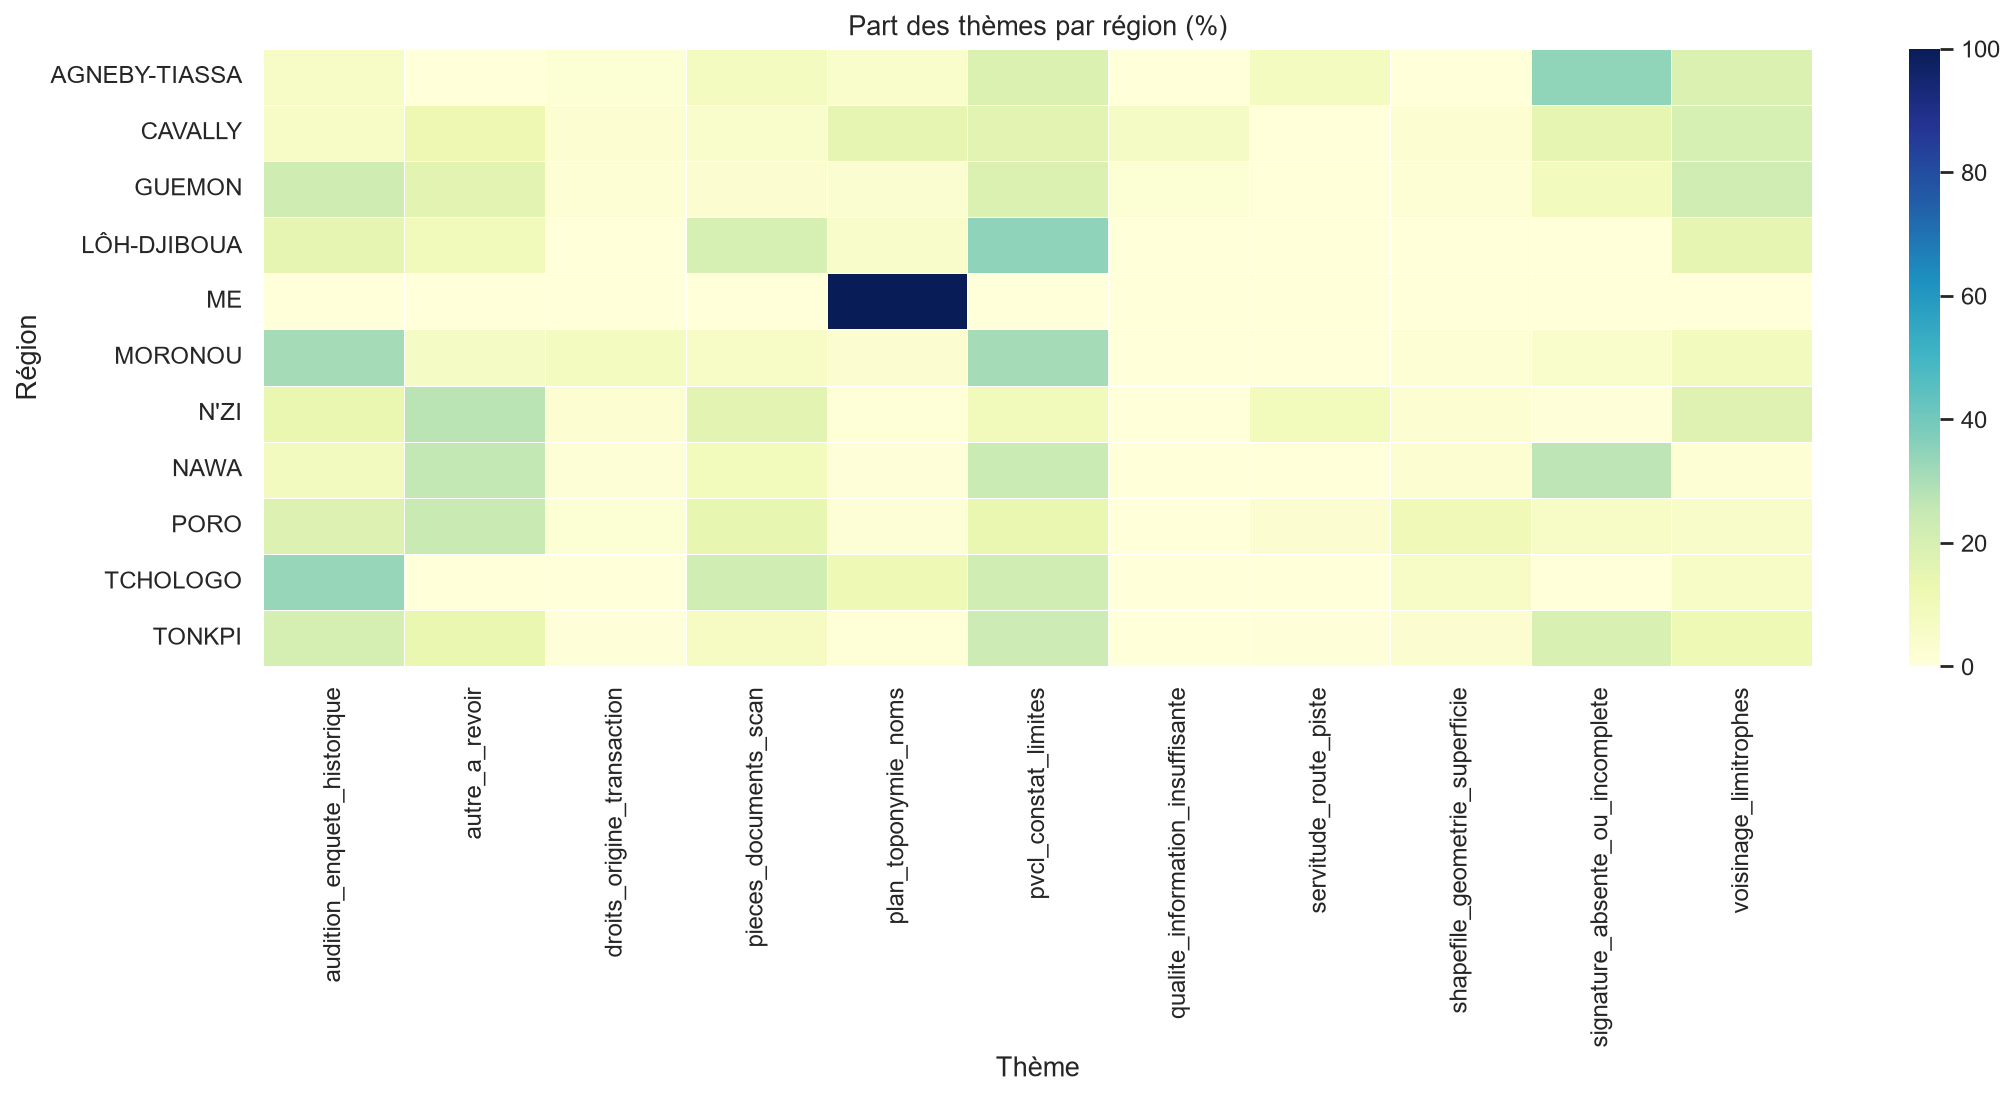 Part des thèmes par région (%)
Région
AGNEBY-TIASSA
CAVALLY
GUEMON
LÔH-DJIBOUA
ME
MORONOU
N'ZI
NAWA
PORO
TCHOLOGO
TONKPI
audition_enquete_historique
autre_a_revoir
droits_origine_transaction
pieces_documents_scan
plan_toponymie_noms
pvcl_constat_limites
qualite_information_insuffisante
servitude_route_piste
shapefile_geometrie_superficie
signature_absente_ou_incomplete
voisinage_limitrophes
Thème
100
80
60
40
20
0